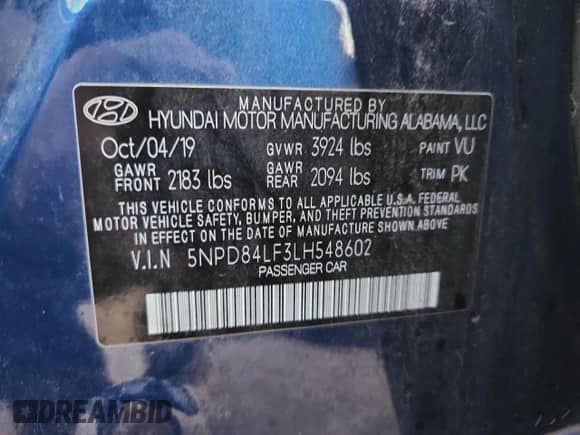 MANUFACTURED BY
HYUNDAI MOTOR MANUFACTURING ALABAMA, LLC
Oct/04/19 GVWR 3924 lbs PAINT VU
GAWR FRONT 2183 lbs GAWR REAR 2094 lbs TRIM PK
THIS VEHICLE CONFORMS TO ALL APPLICABLE U.S.A. FEDERAL
MOTOR VEHICLE SAFETY, BUMPER, AND THEFT PREVENTION
STANDARDS IN EFFECT ON THE DATE OF MANUFACTURE SHOWN ABOVE.
V.I.N 5NPD84LF3LH548602
PASSENGER CAR
DREAMBID